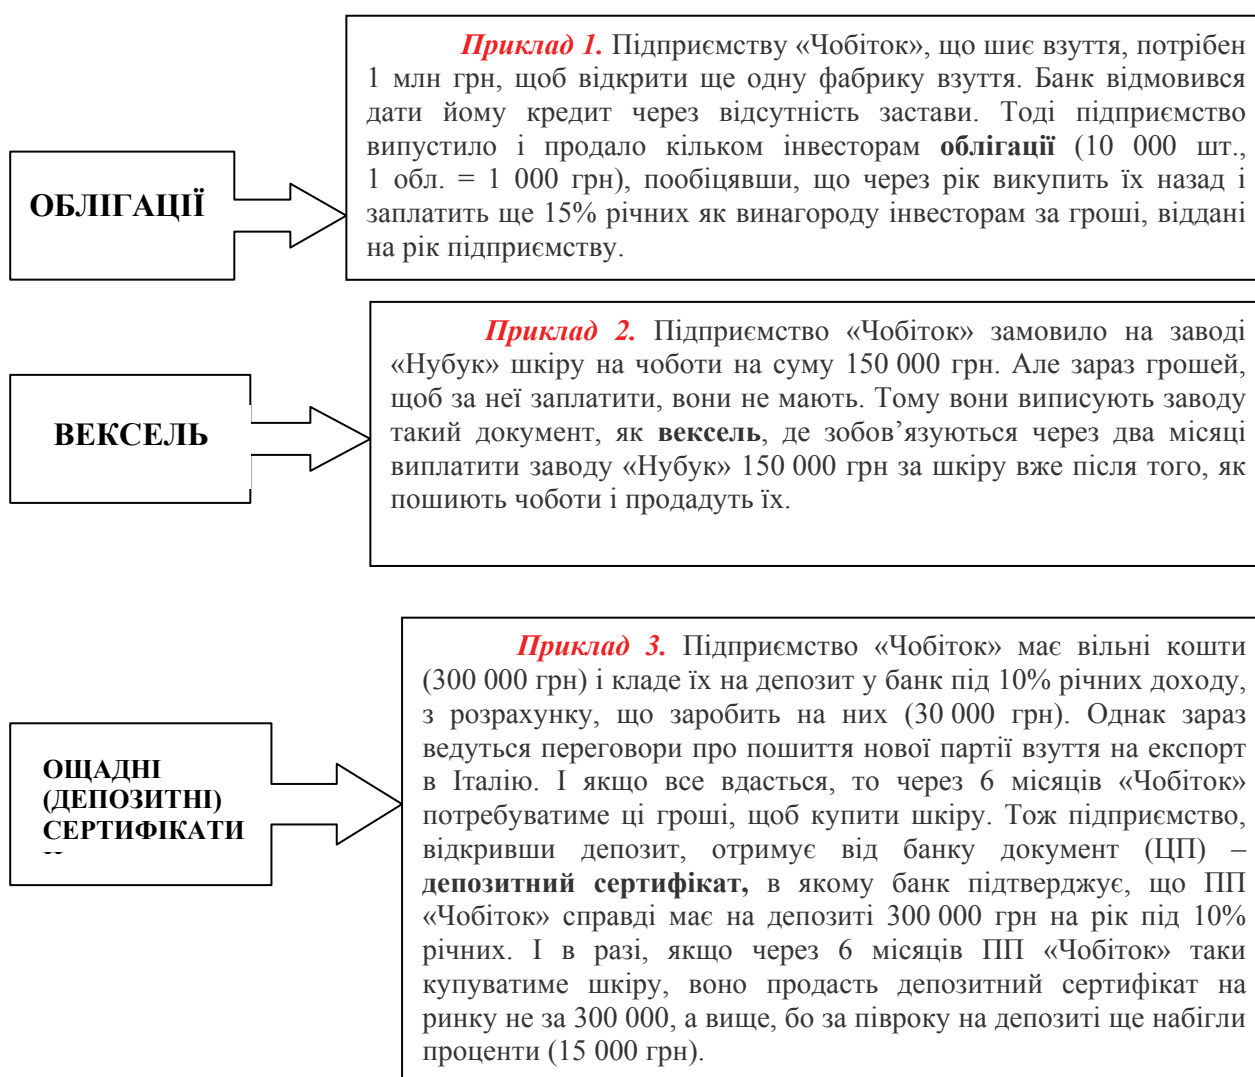 Приклад 1. Підприємству «Чобіток», що шиє взуття, потрібен
1 млн грн, щоб відкрити ще одну фабрику взуття. Банк відмовився
дати йому кредит через відсутність застави. Тоді підприємство
випустило і продало кільком інвесторам облігації (10 000 шт.,
1 обл. = 1 000 грн), пообіцявши, що через рік викупить їх назад і
заплатить ще 15% річних як винагороду інвесторам за гроші, віддані
на рік підприємству.
ОБЛІГАЦІЇ
Приклад 2. Підприємство «Чобіток» замовило на заводі
«Нубук» шкіру на чоботи на суму 150 000 грн. Але зараз грошей,
щоб за неї заплатити, вони не мають. Тому вони виписують заводу
такий документ, як вексель, де зобов’язуються через два місяці
виплатити заводу «Нубук» 150 000 грн за шкіру вже після того, як
пошиють чоботи і продадуть їх.
ВЕКСЕЛЬ
Приклад 3. Підприємство «Чобіток» має вільні кошти
(300 000 грн) і кладе їх на депозит у банк під 10% річних доходу,
з розрахунку, що заробить на них (30 000 грн). Однак зараз
ведуться переговори про пошиття нової партії взуття на експорт
в Італію. І якщо все вдасться, то через 6 місяців «Чобіток»
потребуватиме ці гроші, щоб купити шкіру. Тож підприємство,
відкривши депозит, отримує від банку документ (ЦП) –
депозитний сертифікат, в якому банк підтверджує, що ПП
«Чобіток» справді має на депозиті 300 000 грн на рік під 10%
річних. І в разі, якщо через 6 місяців ПП «Чобіток» таки
купуватиме шкіру, воно продасть депозитний сертифікат на
ринку не за 300 000, а вище, бо за півроку на депозиті ще набігли
проценти (15 000 грн).
ОЩАДНІ
(ДЕПОЗИТНІ)
СЕРТИФІКАТИ